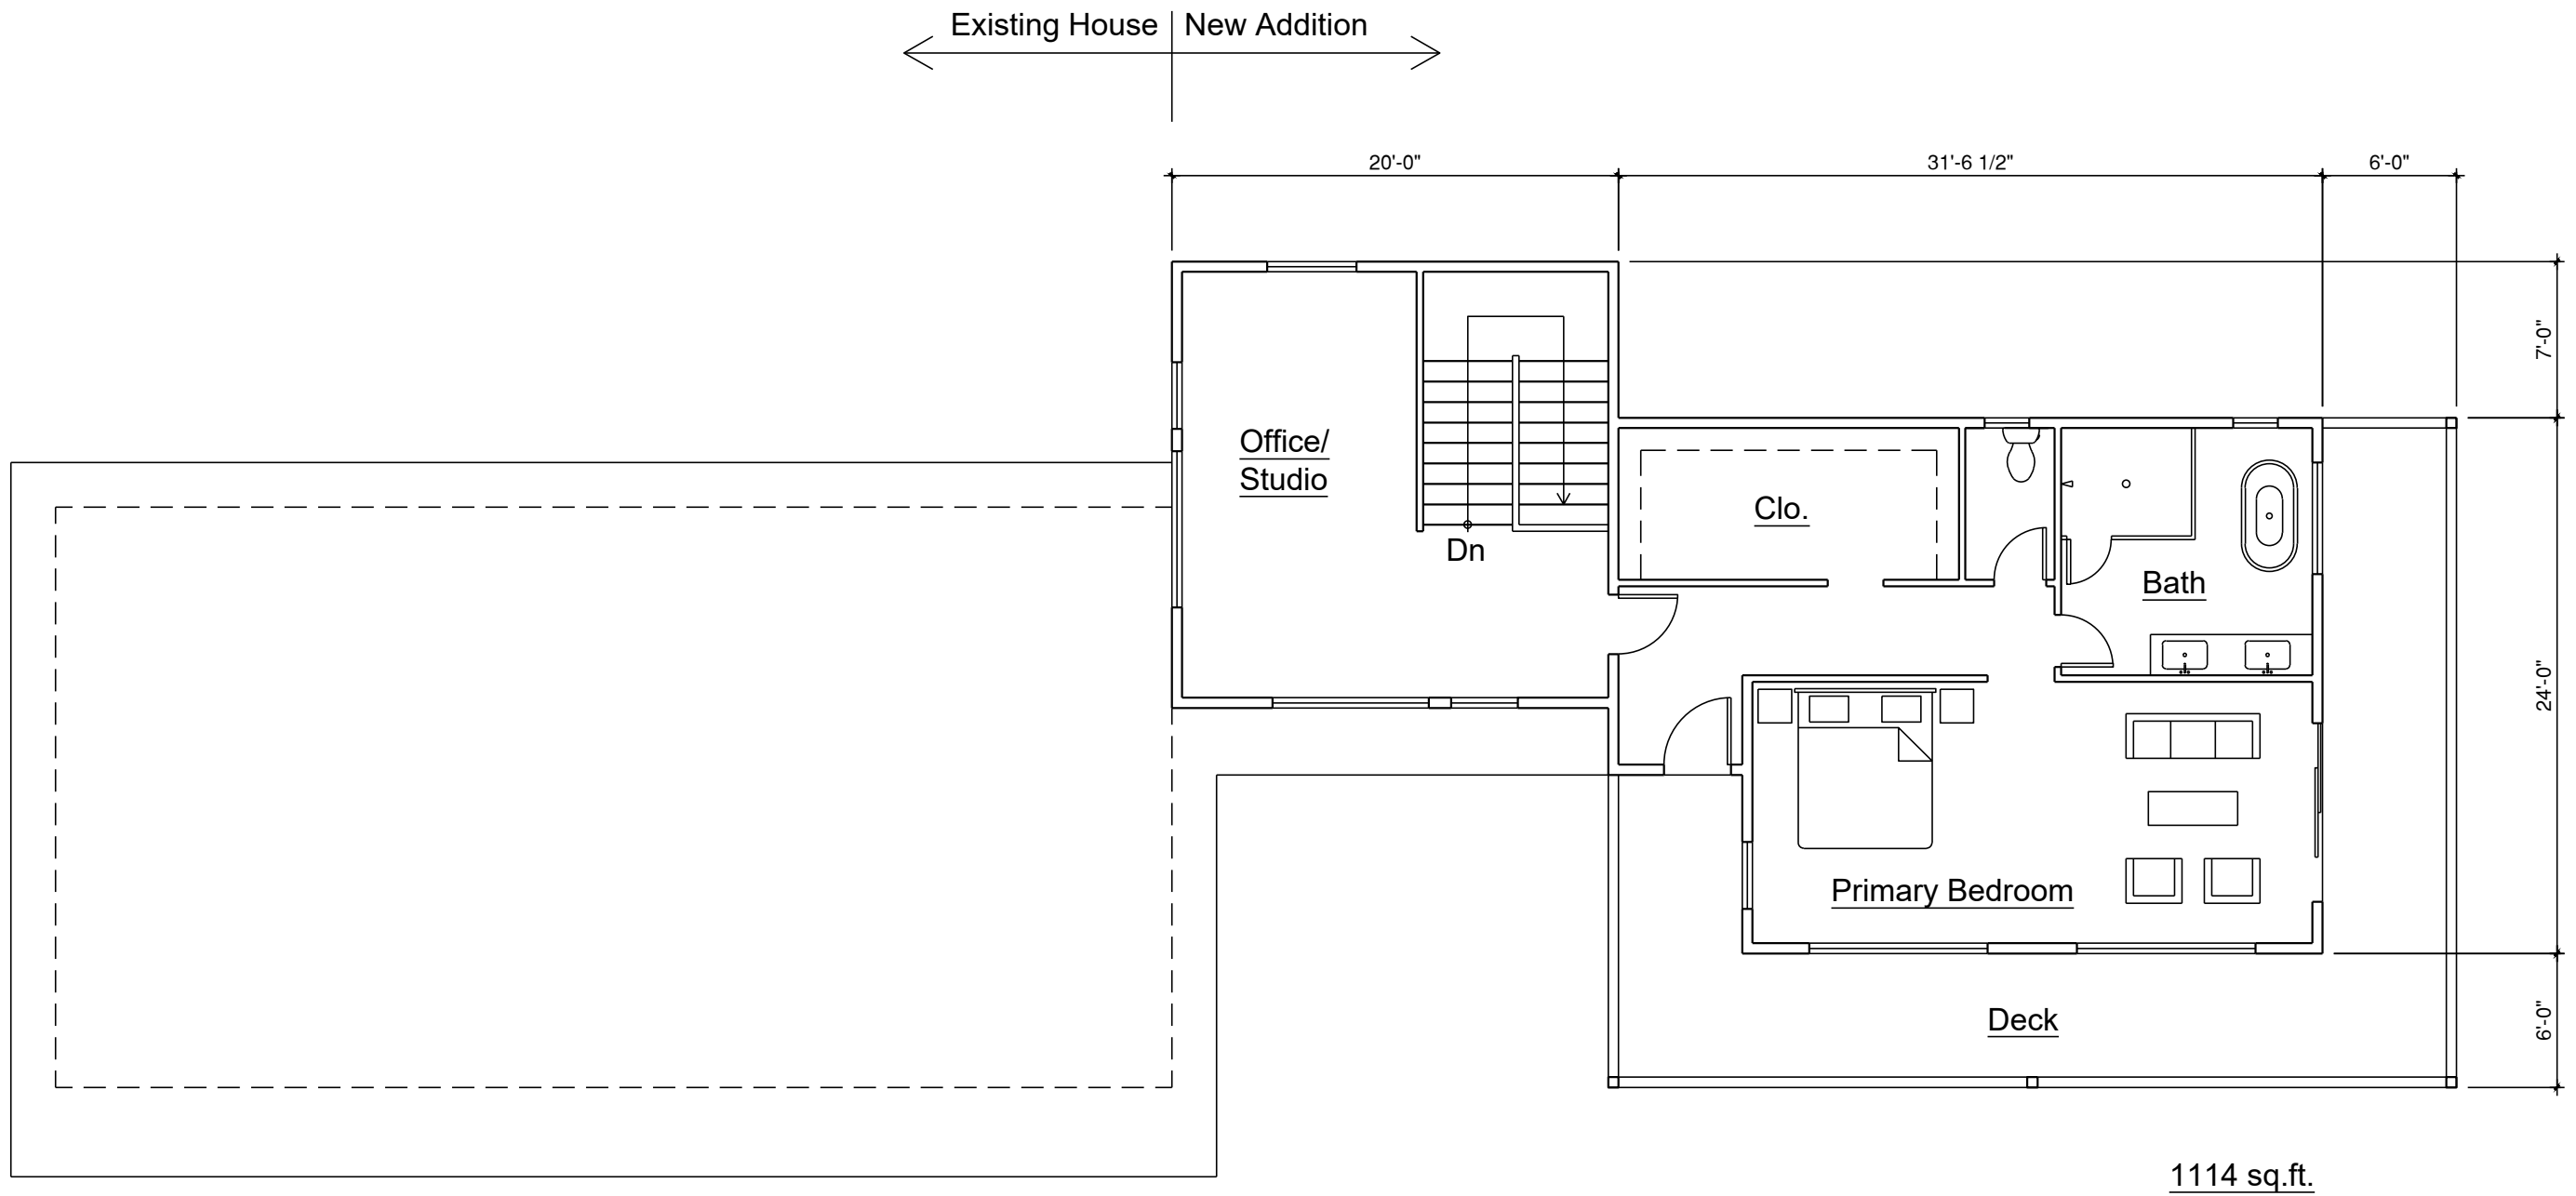 Existing House
New Addition
20'-0"
31'-6 1/2"
6'-0"
7'-0"
Office/
Studio
Clo.
Dn
Bath
24'-0"
Primary Bedroom
Deck
6'-0"
1114 sq.ft.